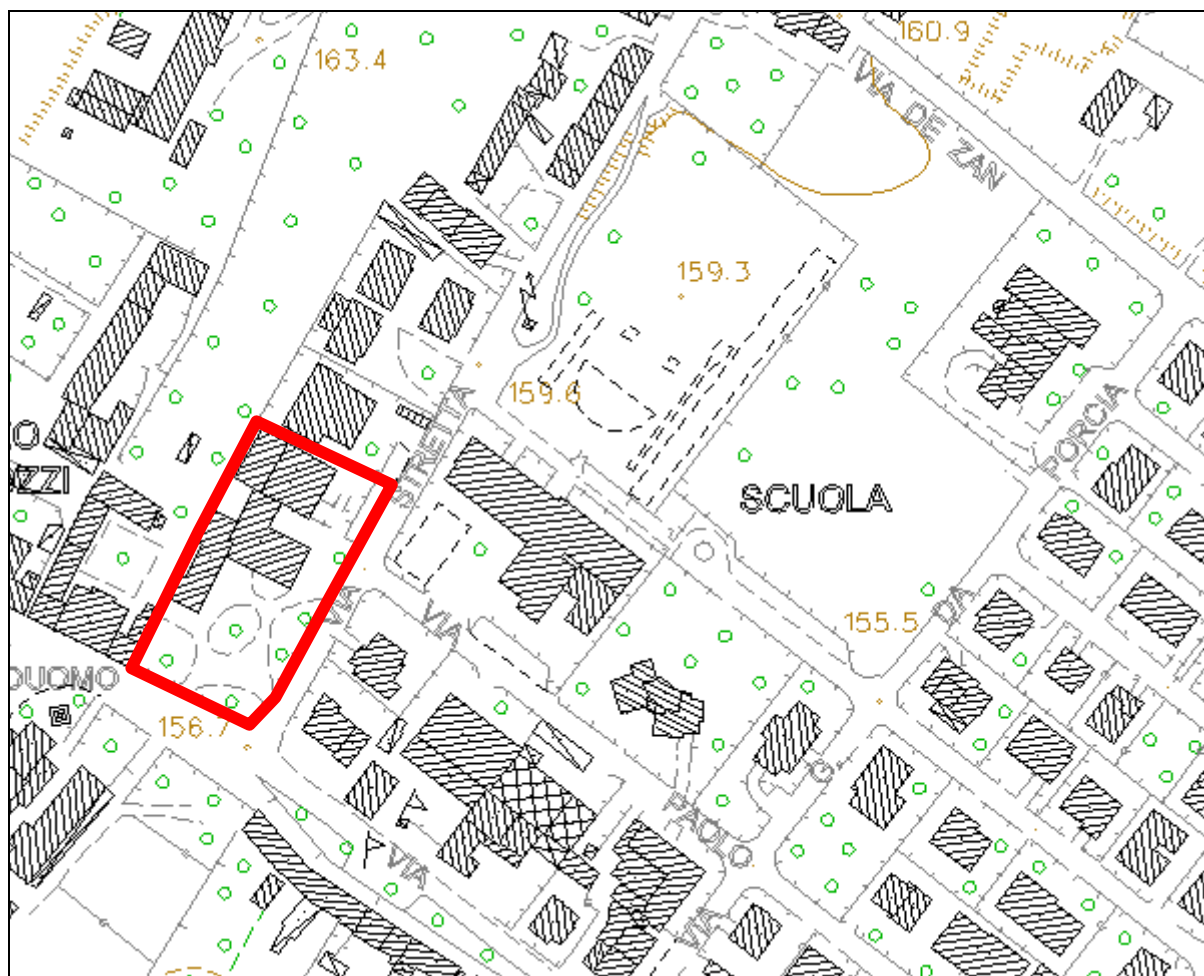 160.9
163.4
VIA DE ZAN
159.3
159.6
STRETA
PORCIA
O
ZZI
SCUOLA
VIA
VIA
DA
155.5
DUOMO
156.7
PAOLO
VIA
VIA